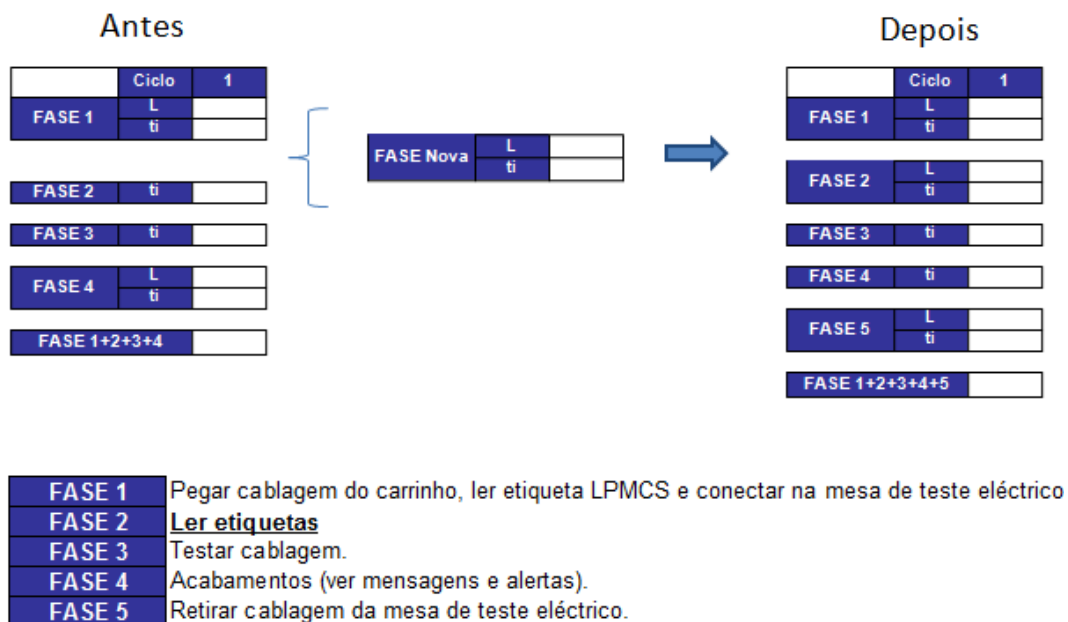 Antes
Ciclo 1
FASE 1 L
ti
FASE 2 ti
FASE 3 ti
FASE 4 L
ti
FASE 1+2+3+4
FASE Nova L
ti
Depois
Ciclo 1
FASE 1 L
ti
FASE 2 L
ti
FASE 3 ti
FASE 4 ti
FASE 5 L
ti
FASE 1+2+3+4+5
FASE 1 Pegar cablagem do carrinho, ler etiqueta LPMCS e conectar na mesa de teste eléctrico
FASE 2 Ler etiquetas
FASE 3 Testar cablagem.
FASE 4 Acabamentos (ver mensagens e alertas).
FASE 5 Retirar cablagem da mesa de teste eléctrico.